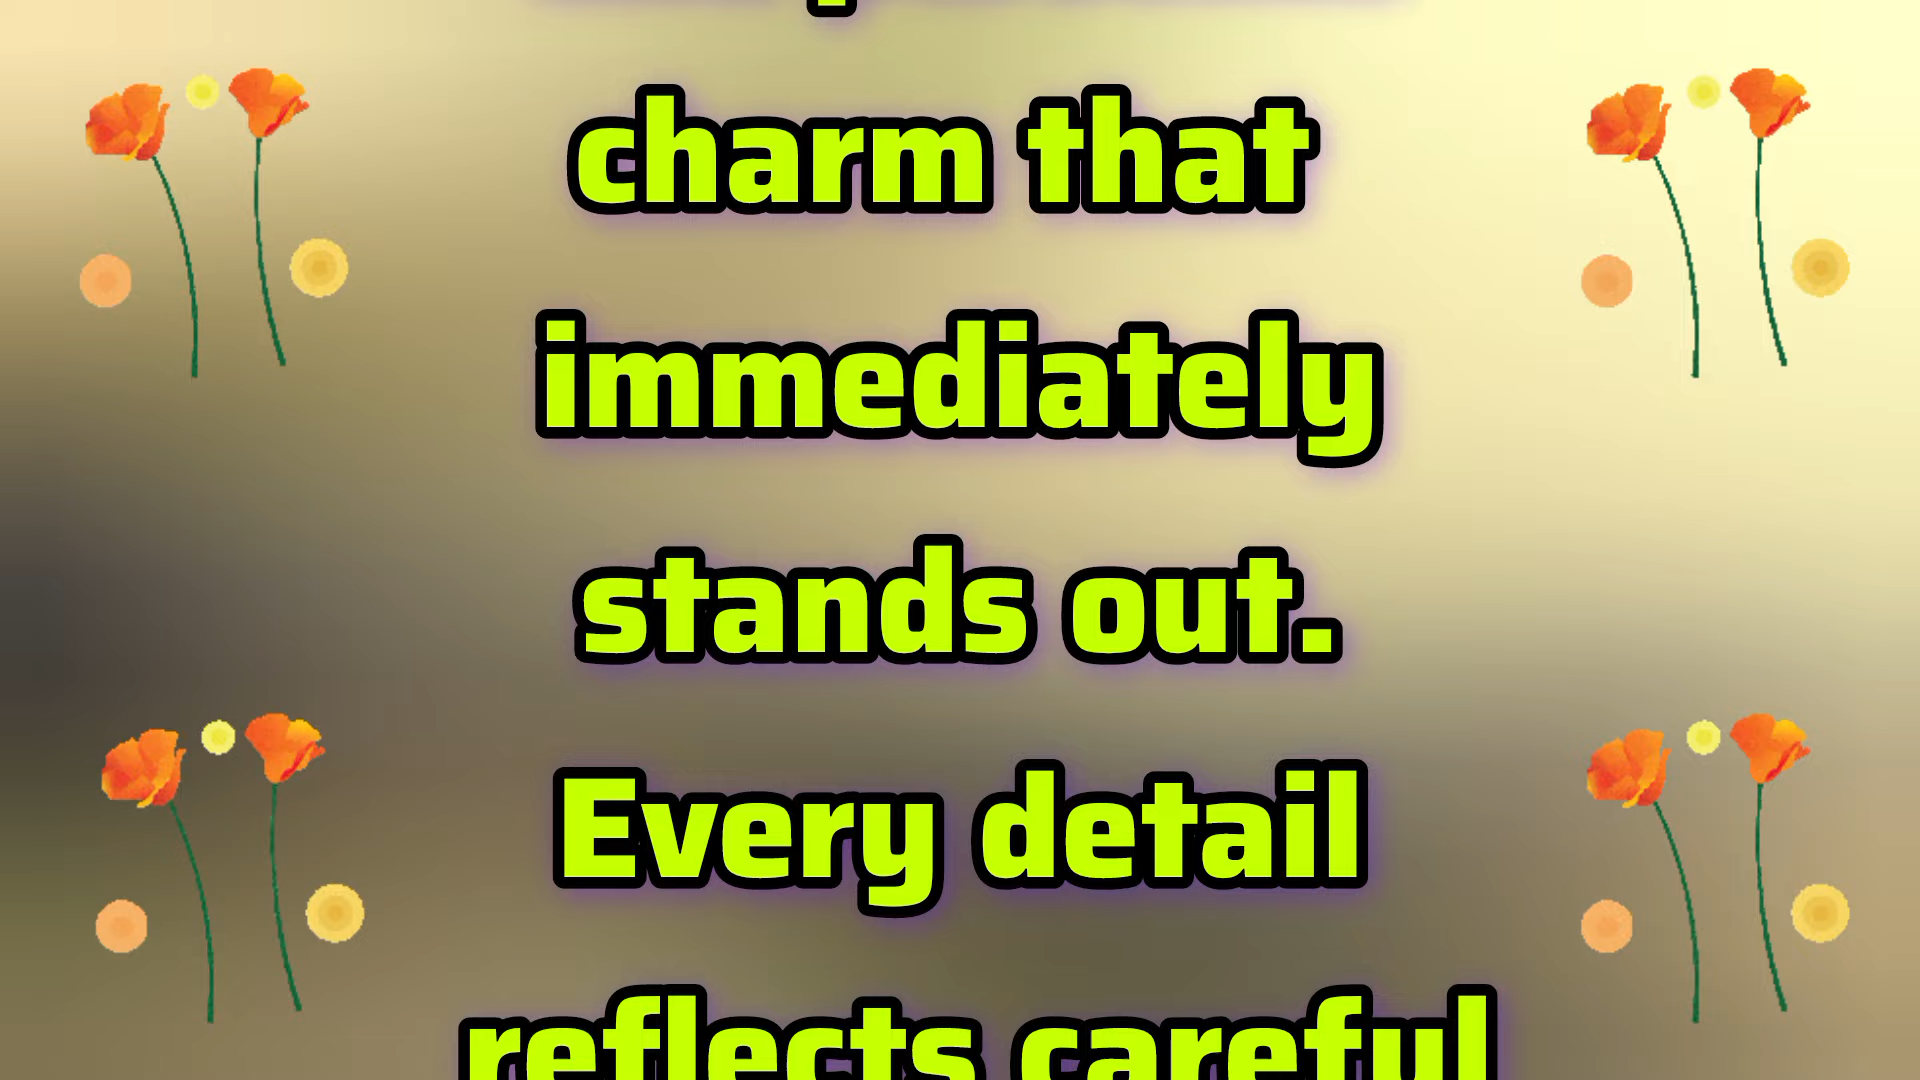 charm that
immediately
stands out.
Every detail
reflects careful